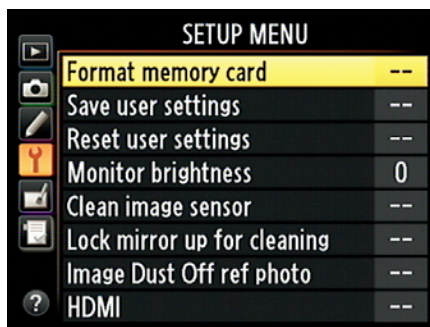 SETUP MENU
Format memory card --
Save user settings --
Reset user settings --
Monitor brightness 0
Clean image sensor --
Lock mirror up for cleaning --
Image Dust Off ref photo --
? HDMI --